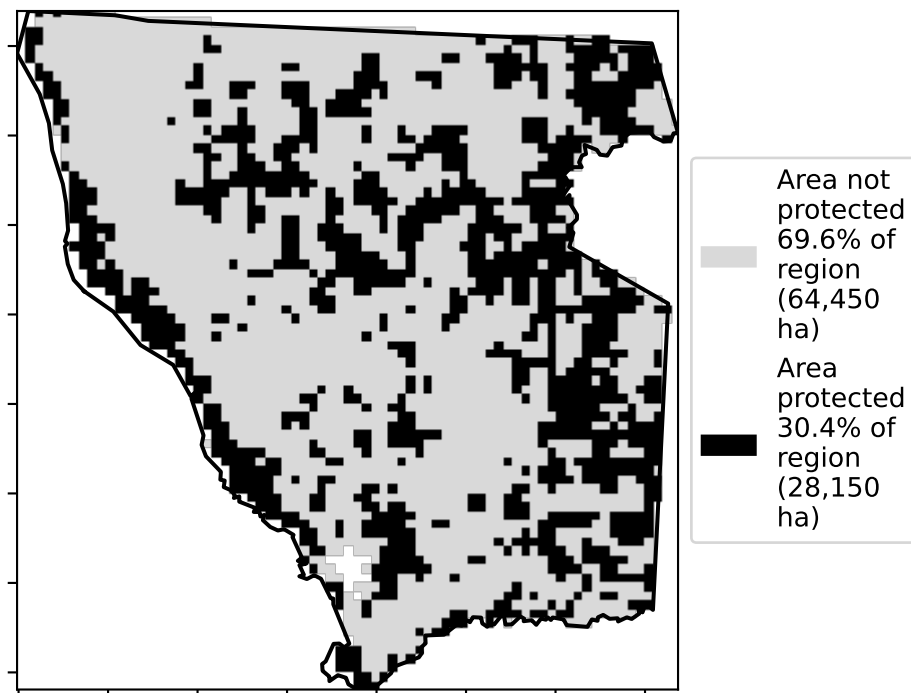 Area not
protected
69.6% of
region
(64,450
ha)
Area
protected
30.4% of
region
(28,150
ha)